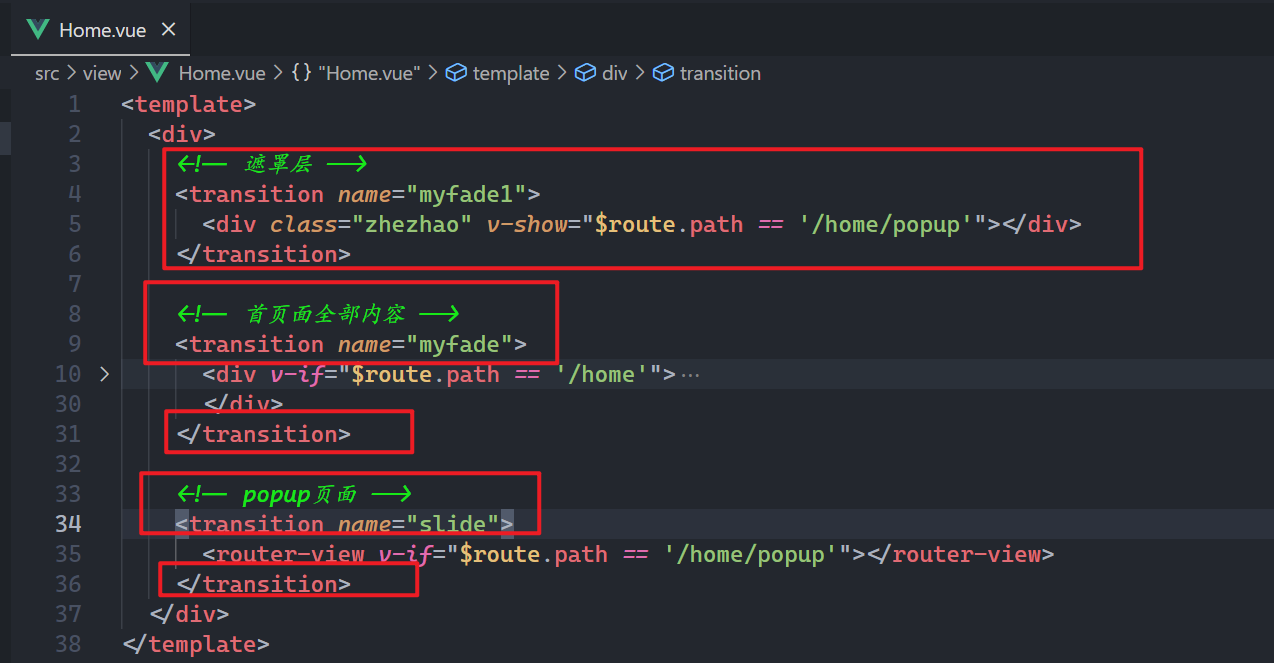 Home.vue ×
src > view > Home.vue > {} "Home.vue" > template > div > transition
1 <template>
2 <div>
3 <!-- 遮罩层 -->
4 <transition name="myfade1">
5 <div class="zhezhao" v-show="$route.path == '/home/popup'"></div>
6 </transition>
7
8 <!-- 首页面全部内容 -->
9 <transition name="myfade">
10 > <div v-if="$route.path == '/home'">···
30 </div>
31 </transition>
32
33 <!-- popup页面 -->
34 <transition name="slide">
35 <router-view v-if="$route.path == '/home/popup'"></router-view>
36 </transition>
37 </div>
38 </template>